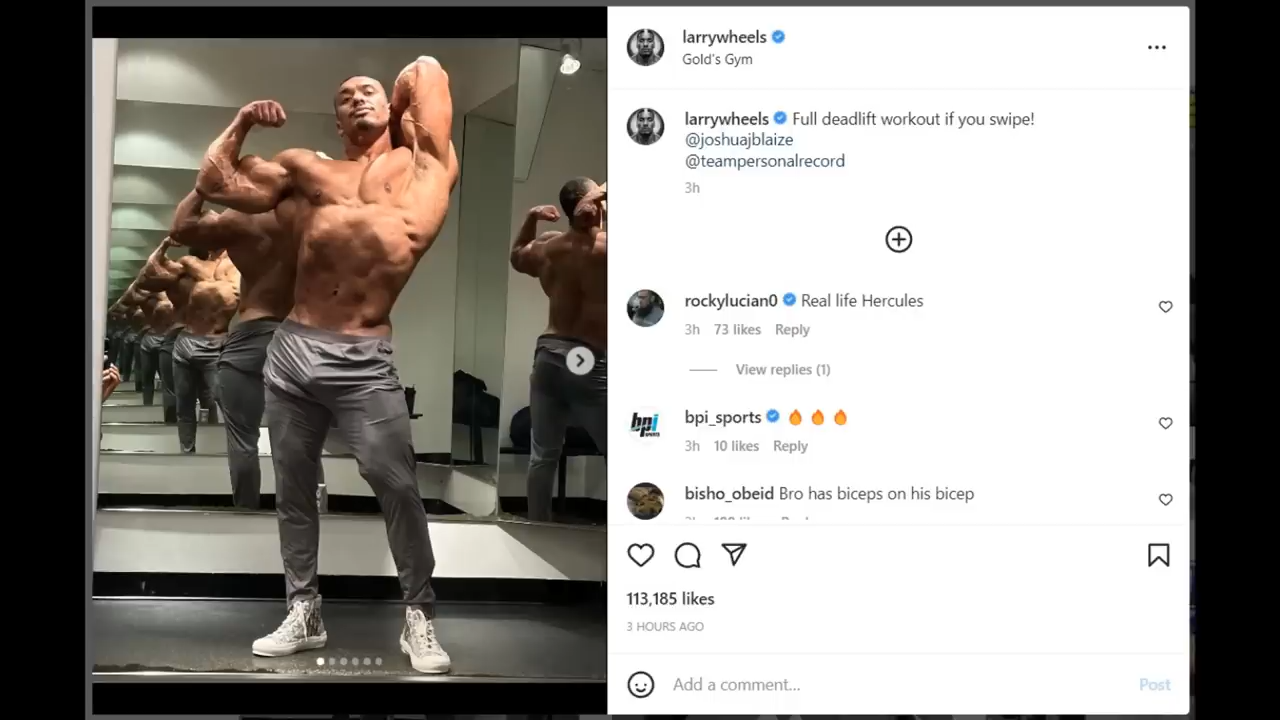 larrywheels
Gold's Gym
larrywheels Full deadlift workout if you swipe!
@joshuajblaize
@teampersonalrecord
3h
rockylucian0 Real life Hercules
3h 73 likes Reply
View replies (1)
bpi
SPORTS
bpi_sports 🔥 🔥 🔥
3h 10 likes Reply
bisho_obeid Bro has biceps on his bicep
113,185 likes
3 HOURS AGO
Add a comment...
Post